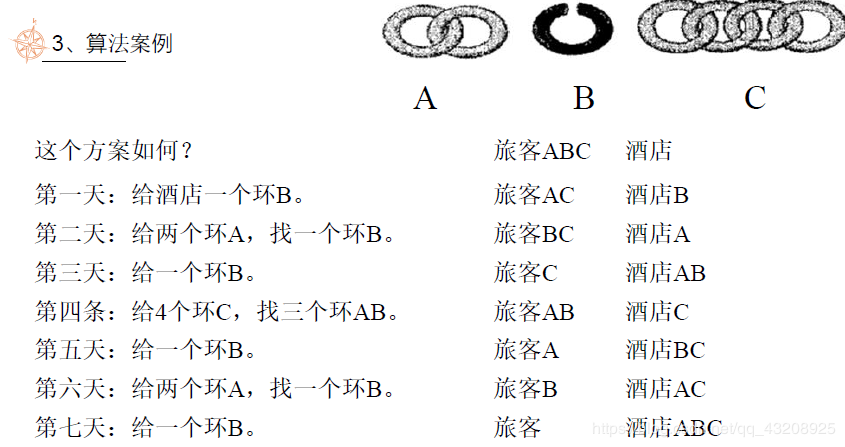 3、算法案例
A B C
这个方案如何？ 旅客ABC 酒店
第一天：给酒店一个环B。 旅客AC 酒店B
第二天：给两个环A，找一个环B。 旅客BC 酒店A
第三天：给一个环B。 旅客C 酒店AB
第四条：给4个环C，找三个环AB。 旅客AB 酒店C
第五天：给一个环B。 旅客A 酒店BC
第六天：给两个环A，找一个环B。 旅客B 酒店AC
第七天：给一个环B。 旅客 酒店ABC